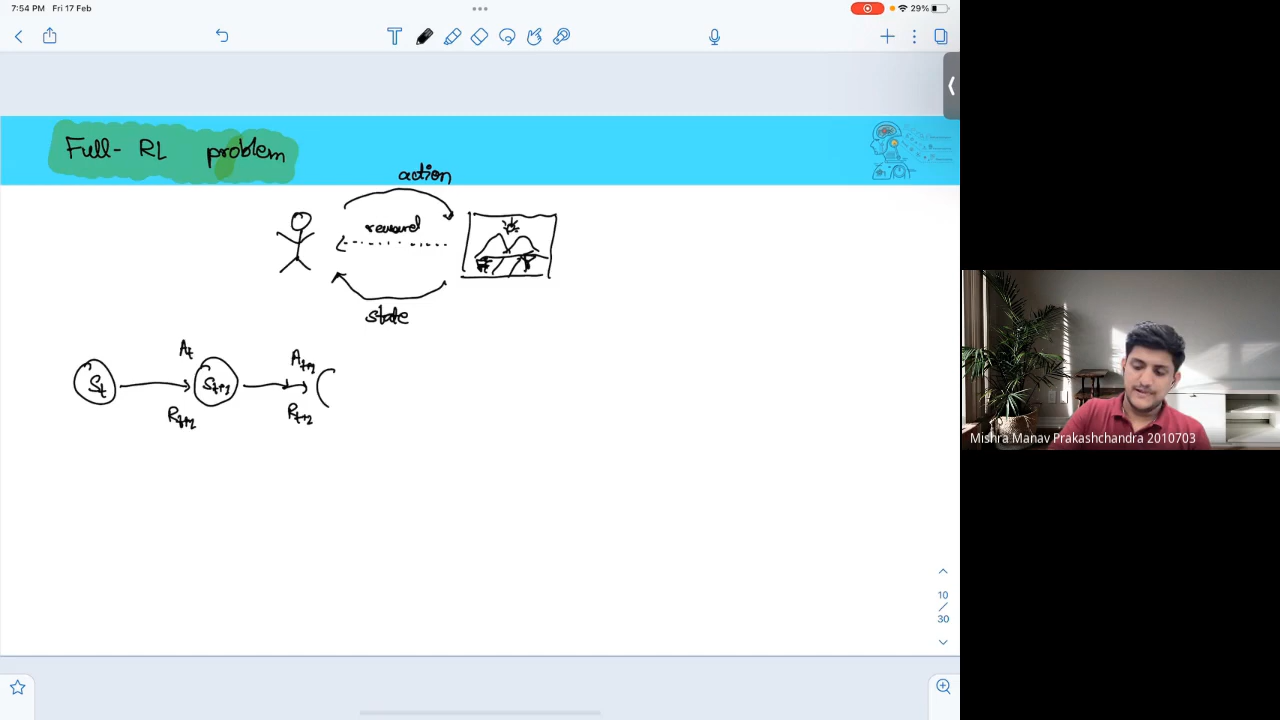 7:54 PM Fri 17 Feb
29%
T
Full- RL problem
action
reward
state
At
At+1
St
St+1
Rt+1
Rt+2
10
/
30
Mishra Manav Prakashchandra 2010703